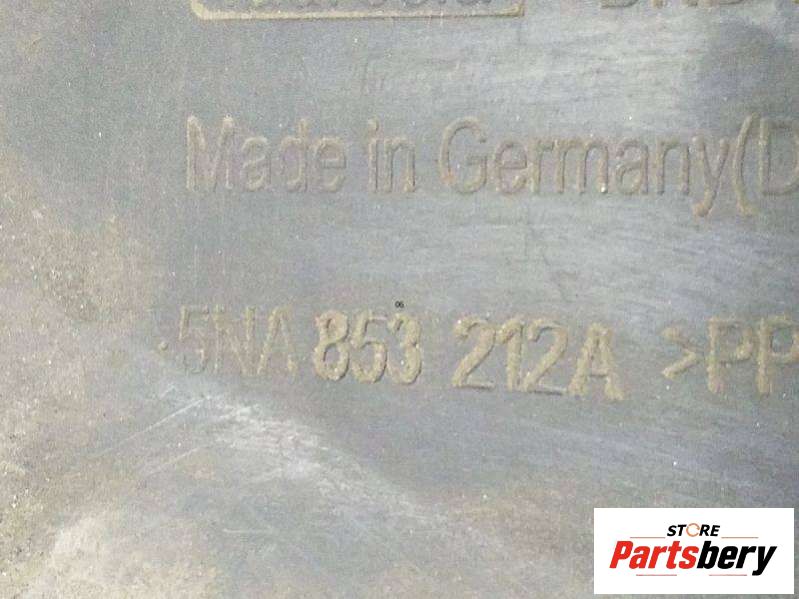 Made in Germany(D
5NA 853 212A >PP
STORE
Partsbery